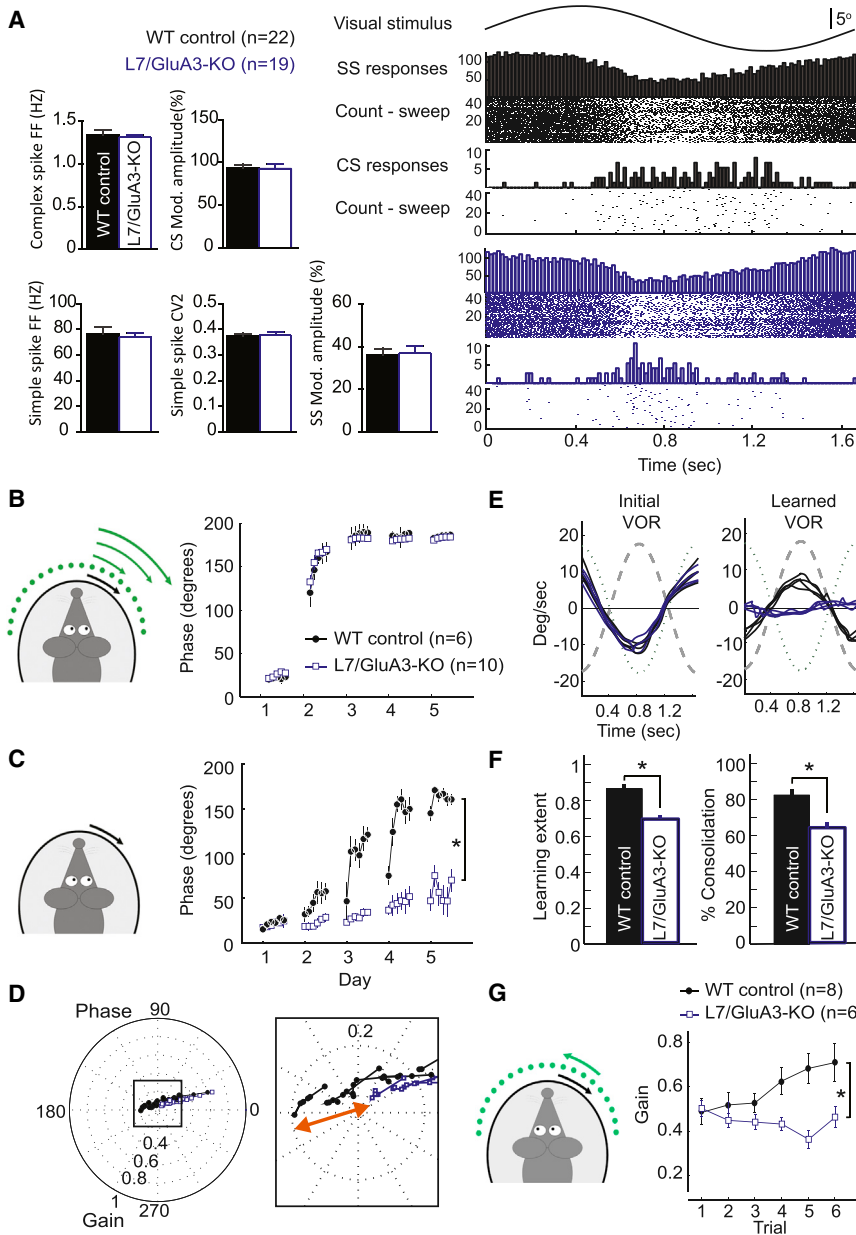 A
WT control (n=22)
L7/GluA3-KO (n=19)
Complex spike FF (HZ)
1.5
1.0
0.5
0
WT control
L7/GluA3-KO
CS Mod. amplitude(%)
150
100
50
0
Simple spike FF (HZ)
100
80
60
40
20
0
Simple spike CV2
0.5
0.4
0.3
0.2
0.1
0
SS Mod. amplitude (%)
60
40
20
0
Visual stimulus
5°
SS responses
100
50
Count - sweep
40
20
CS responses
10
5
0
Count - sweep
40
20
100
50
40
20
10
5
0
40
20
0 0.4 0.8 1.2 1.6
Time (sec)
B
Phase (degrees)
200
150
100
50
0
WT control (n=6)
L7/GluA3-KO (n=10)
1 2 3 4 5
C
Phase (degrees)
200
150
100
50
0
*
1 2 3 4 5
Day
D
Phase
90
180
0
0.4
0.6
0.8
1
Gain
270
0.2
E
Initial
VOR
Deg/sec
20
10
0
-10
-20
0.4 0.8 1.2
Time (sec)
Learned
VOR
20
10
0
-10
-20
0.4 0.8 1.2
F
Learning extent
1
0.8
0.6
0.4
0.2
0
*
WT control
L7/GluA3-KO
% Consolidation
100
80
60
40
20
0
*
WT control
L7/GluA3-KO
G
WT control (n=8)
L7/GluA3-KO (n=6
Gain
0.8
0.6
0.4
0.2
*
1 2 3 4 5 6
Trial